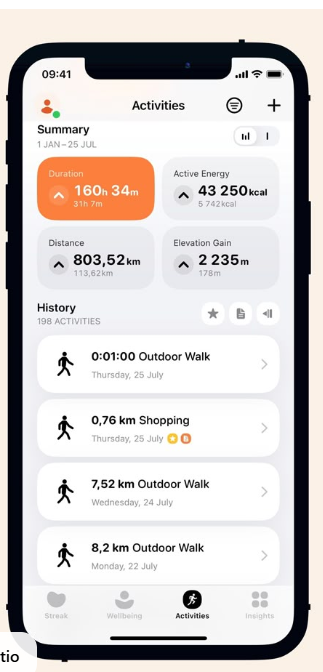 09:41
Activities
Summary
1 JAN – 25 JUL
Duration
160h 34m
31h 7m
Active Energy
43 250kcal
5 742kcal
Distance
803,52km
113,62km
Elevation Gain
2 235m
178m
History
198 ACTIVITIES
0:01:00 Outdoor Walk
Thursday, 25 July
0,76 km Shopping
Thursday, 25 July
7,52 km Outdoor Walk
Wednesday, 24 July
8,2 km Outdoor Walk
Monday, 22 July
Streak Wellbeing Activities Insights
tio